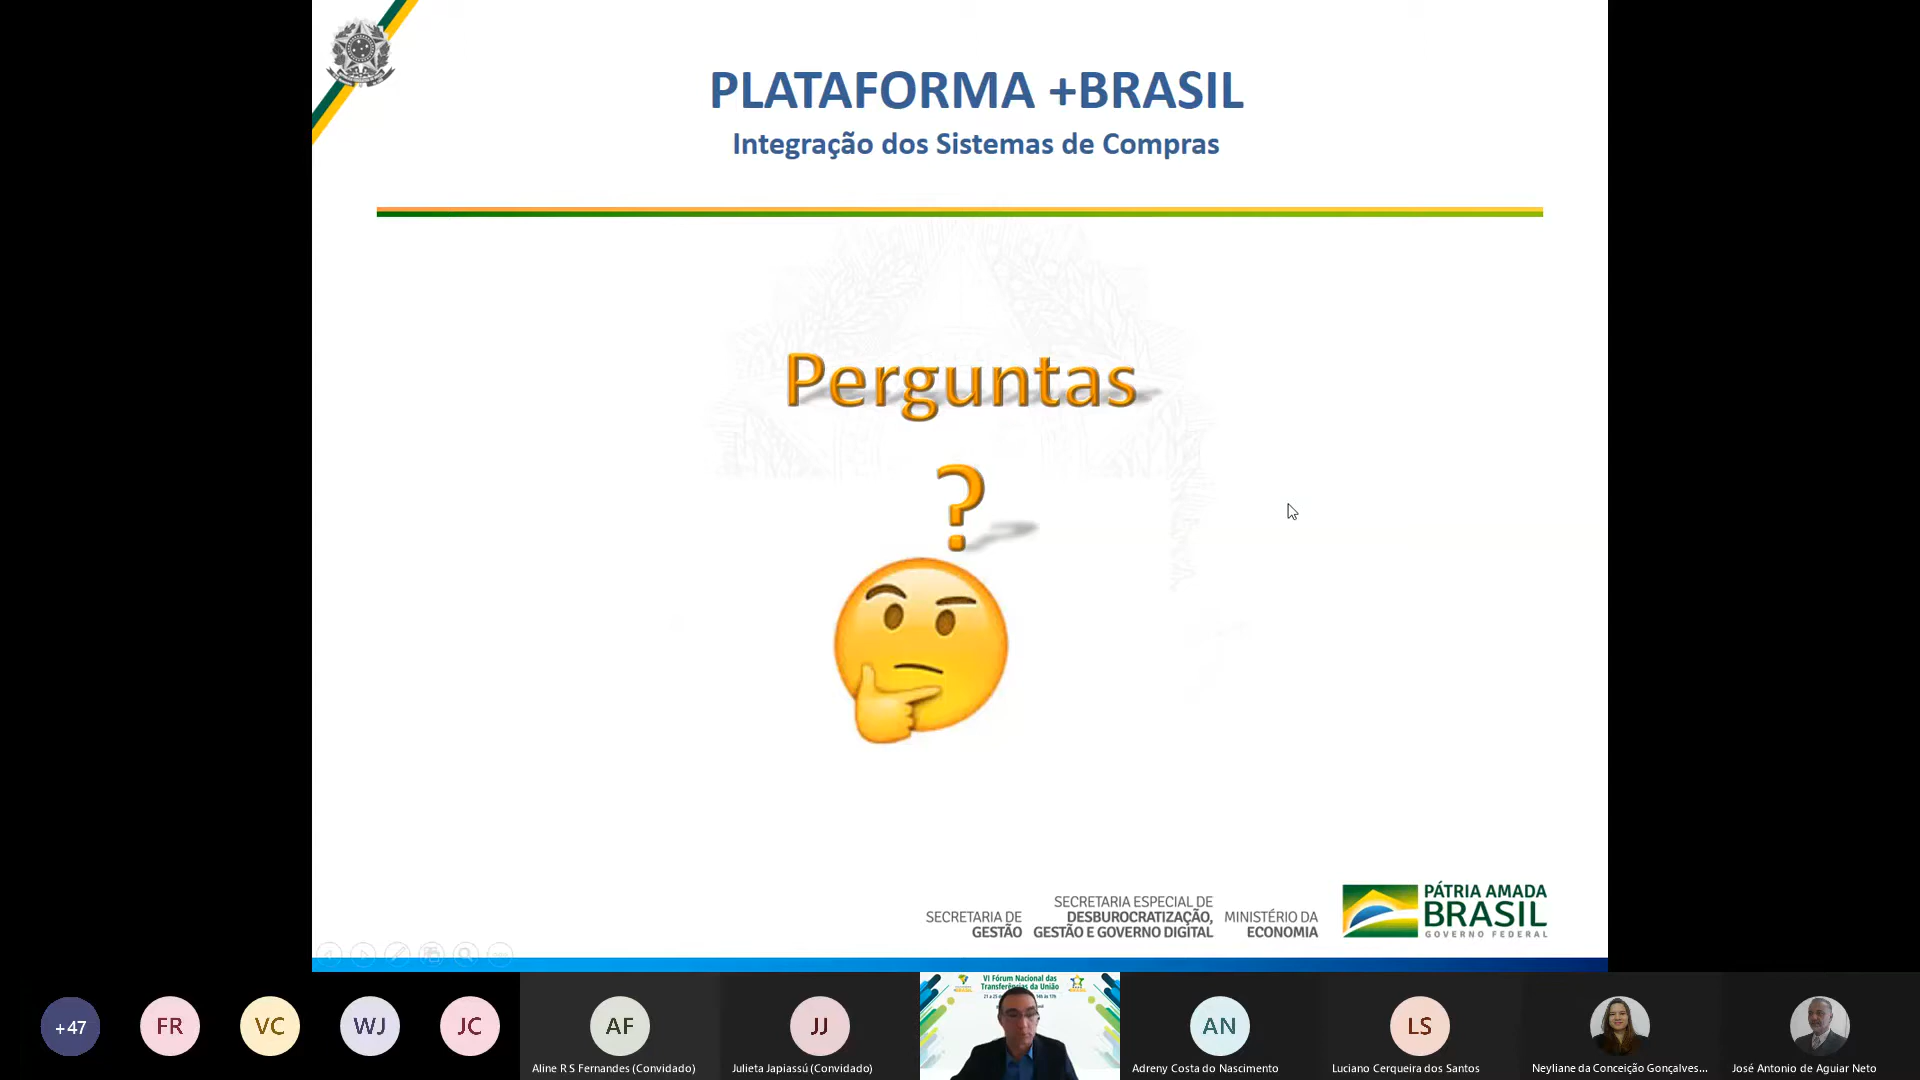 PLATAFORMA +BRASIL
Integração dos Sistemas de Compras
Perguntas
?
SECRETARIA DE
GESTÃO
SECRETARIA ESPECIAL DE
DESBUROCRATIZAÇÃO,
GESTÃO E GOVERNO DIGITAL
MINISTÉRIO DA
ECONOMIA
PÁTRIA AMADA
BRASIL
GOVERNO FEDERAL
+47
FR
VC
WJ
JC
AF
Aline R S Fernandes (Convidado)
JJ
Julieta Japiassú (Convidado)
VI Fórum Nacional das
Transferências da União
AN
Adreny Costa do Nascimento
LS
Luciano Cerqueira dos Santos
Neyliane da Conceição Gonçalves...
José Antonio de Aguiar Neto